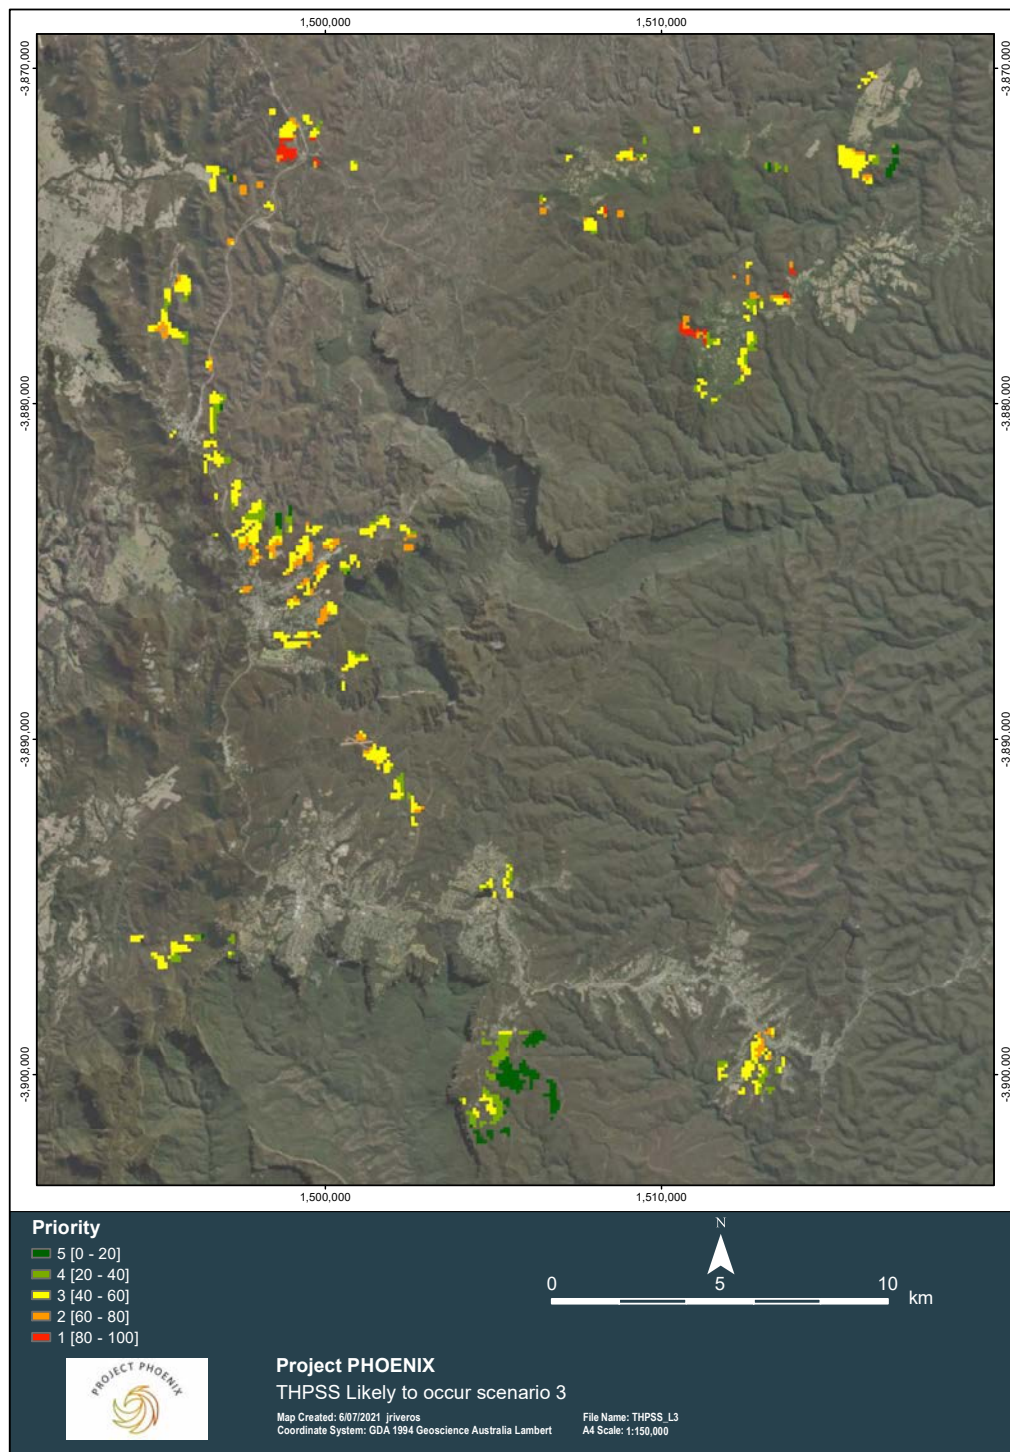 1,500,000
1,510,000
-3,870,000
-3,870,000
-3,880,000
-3,880,000
-3,890,000
-3,890,000
-3,900,000
-3,900,000
1,500,000
1,510,000
Priority
5 [0 - 20]
4 [20 - 40]
3 [40 - 60]
2 [60 - 80]
1 [80 - 100]
N
0 5 10
km
PROJECT PHOENIX
Project PHOENIX
THPSS Likely to occur scenario 3
Map Created: 6/07/2021 jriveros
Coordinate System: GDA 1994 Geoscience Australia Lambert
File Name: THPSS_L3
A4 Scale: 1:150,000